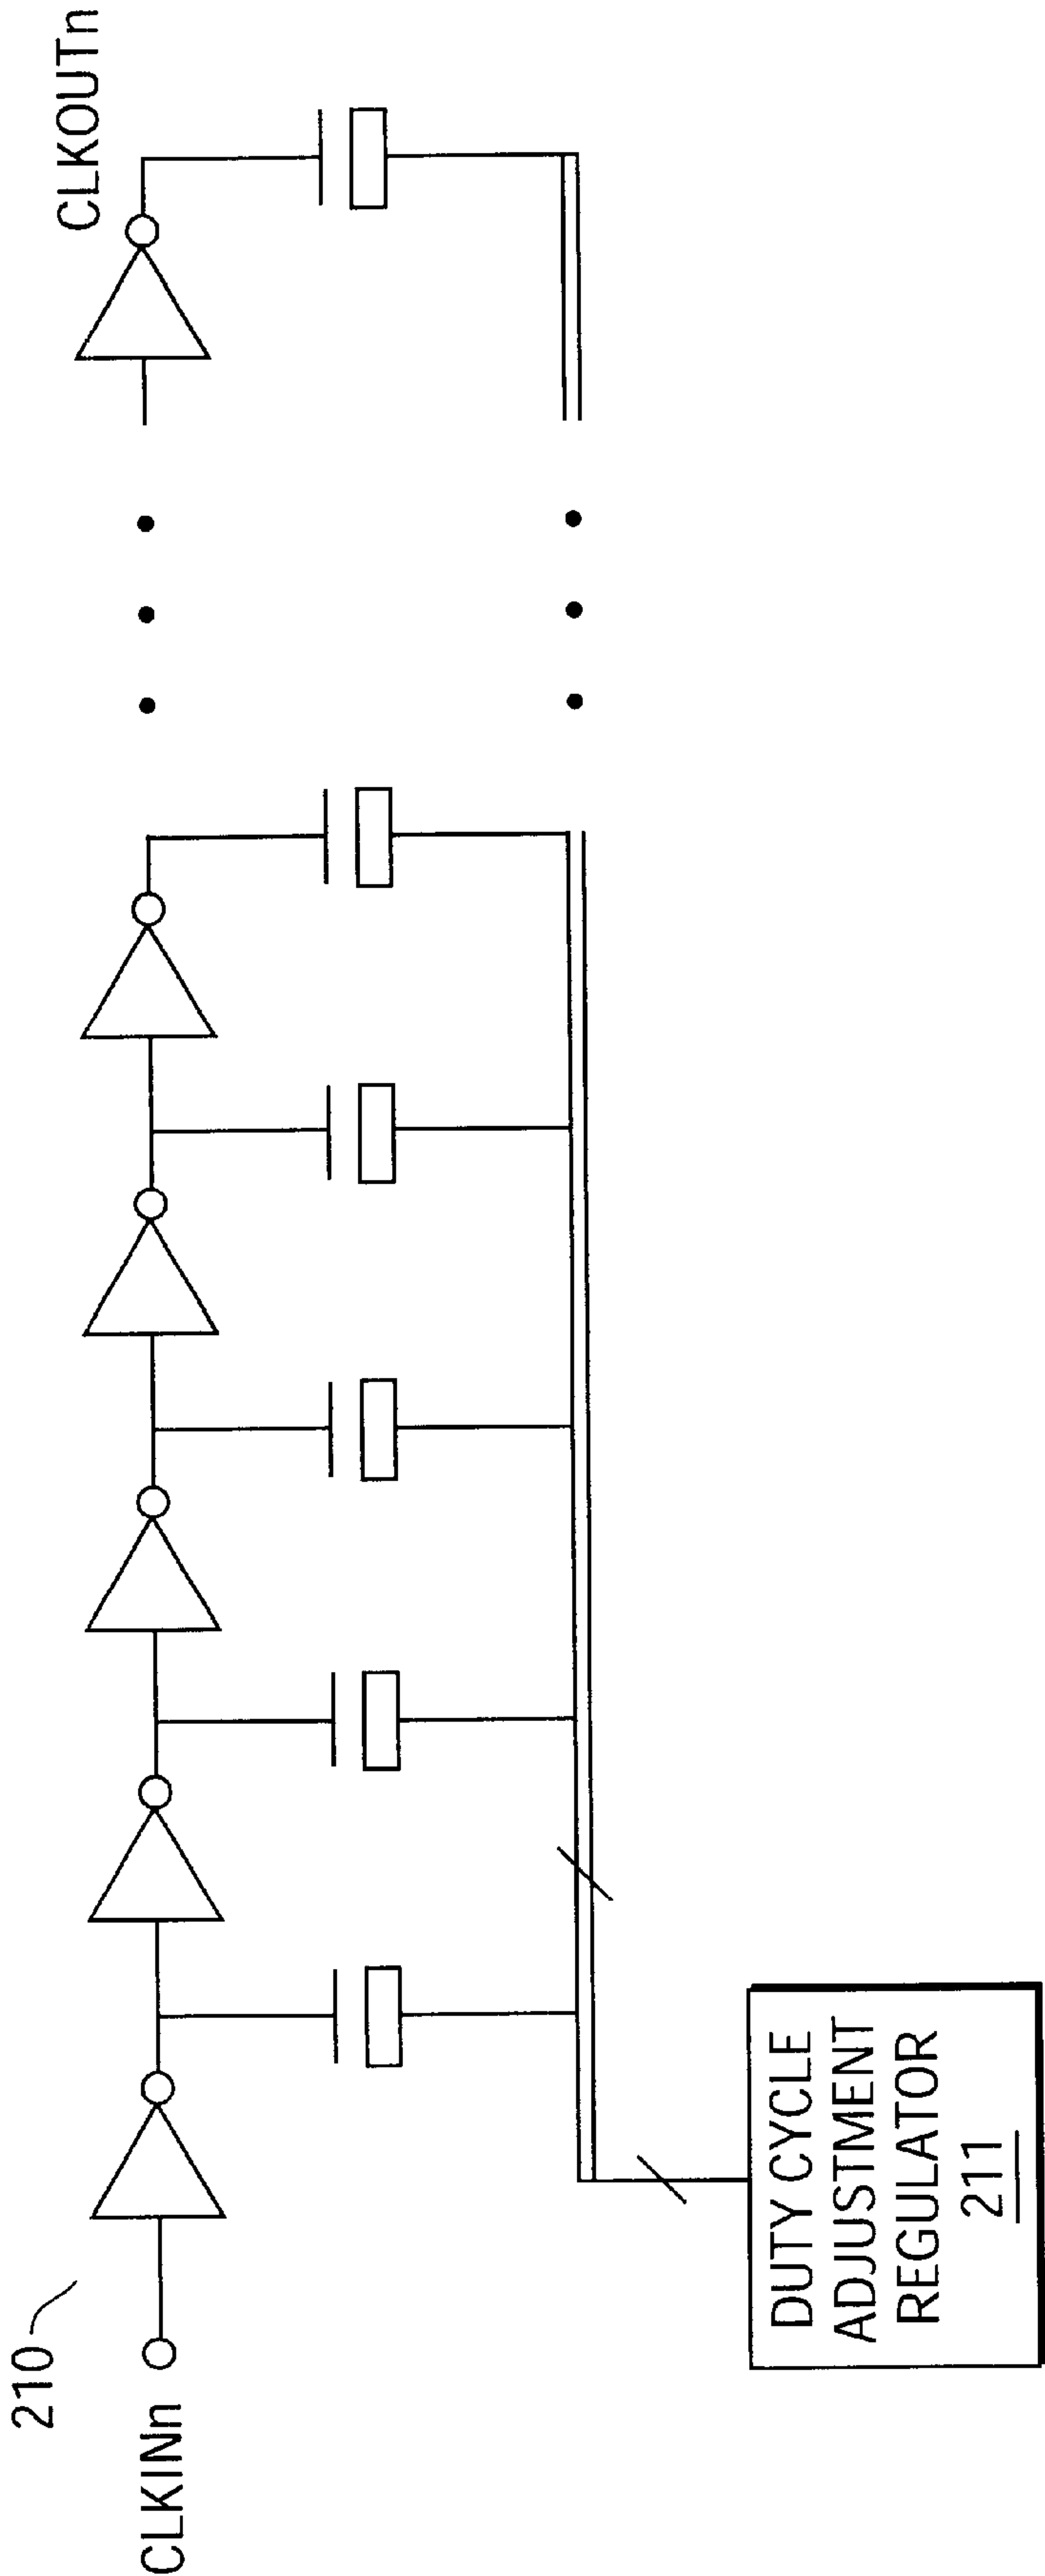 210
CLKINn
CLKOUTn
DUTY CYCLE
ADJUSTMENT
REGULATOR
211